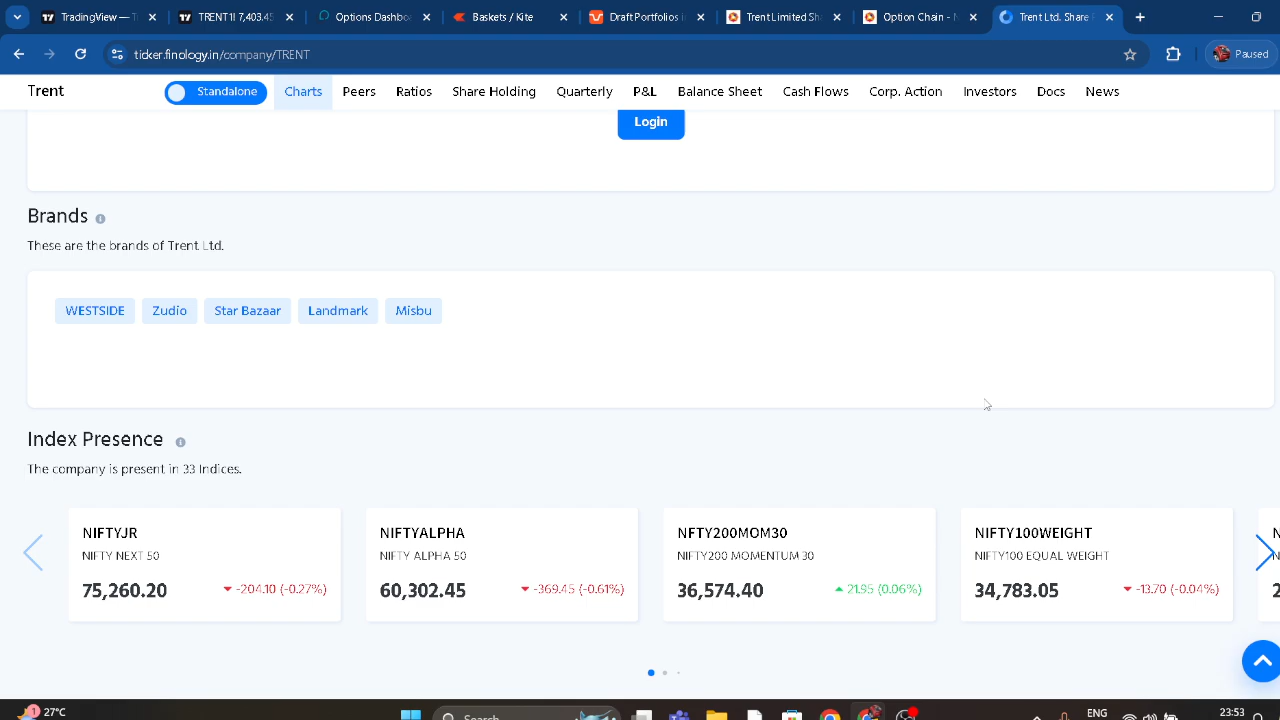 TradingView — T
TRENT1! 7,403.45
Options Dashbo
Baskets / Kite
Draft Portfolios i
Trent Limited Sha
Option Chain - N
Trent Ltd. Share P
ticker.finology.in/company/TRENT
Paused
Trent
Standalone
Charts
Peers
Ratios
Share Holding
Quarterly
P&L
Balance Sheet
Cash Flows
Corp. Action
Investors
Docs
News
Login
Brands
These are the brands of Trent Ltd.
WESTSIDE
Zudio
Star Bazaar
Landmark
Misbu
Index Presence
The company is present in 33 Indices.
NIFTYJR
NIFTY NEXT 50
75,260.20
-204.10 (-0.27%)
NIFTYALPHA
NIFTY ALPHA 50
60,302.45
-369.45 (-0.61%)
NFTY200MOM30
NIFTY200 MOMENTUM 30
36,574.40
21.95 (0.06%)
NIFTY100WEIGHT
NIFTY100 EQUAL WEIGHT
34,783.05
-13.70 (-0.04%)
1
27°C
Search
ENG
23:53